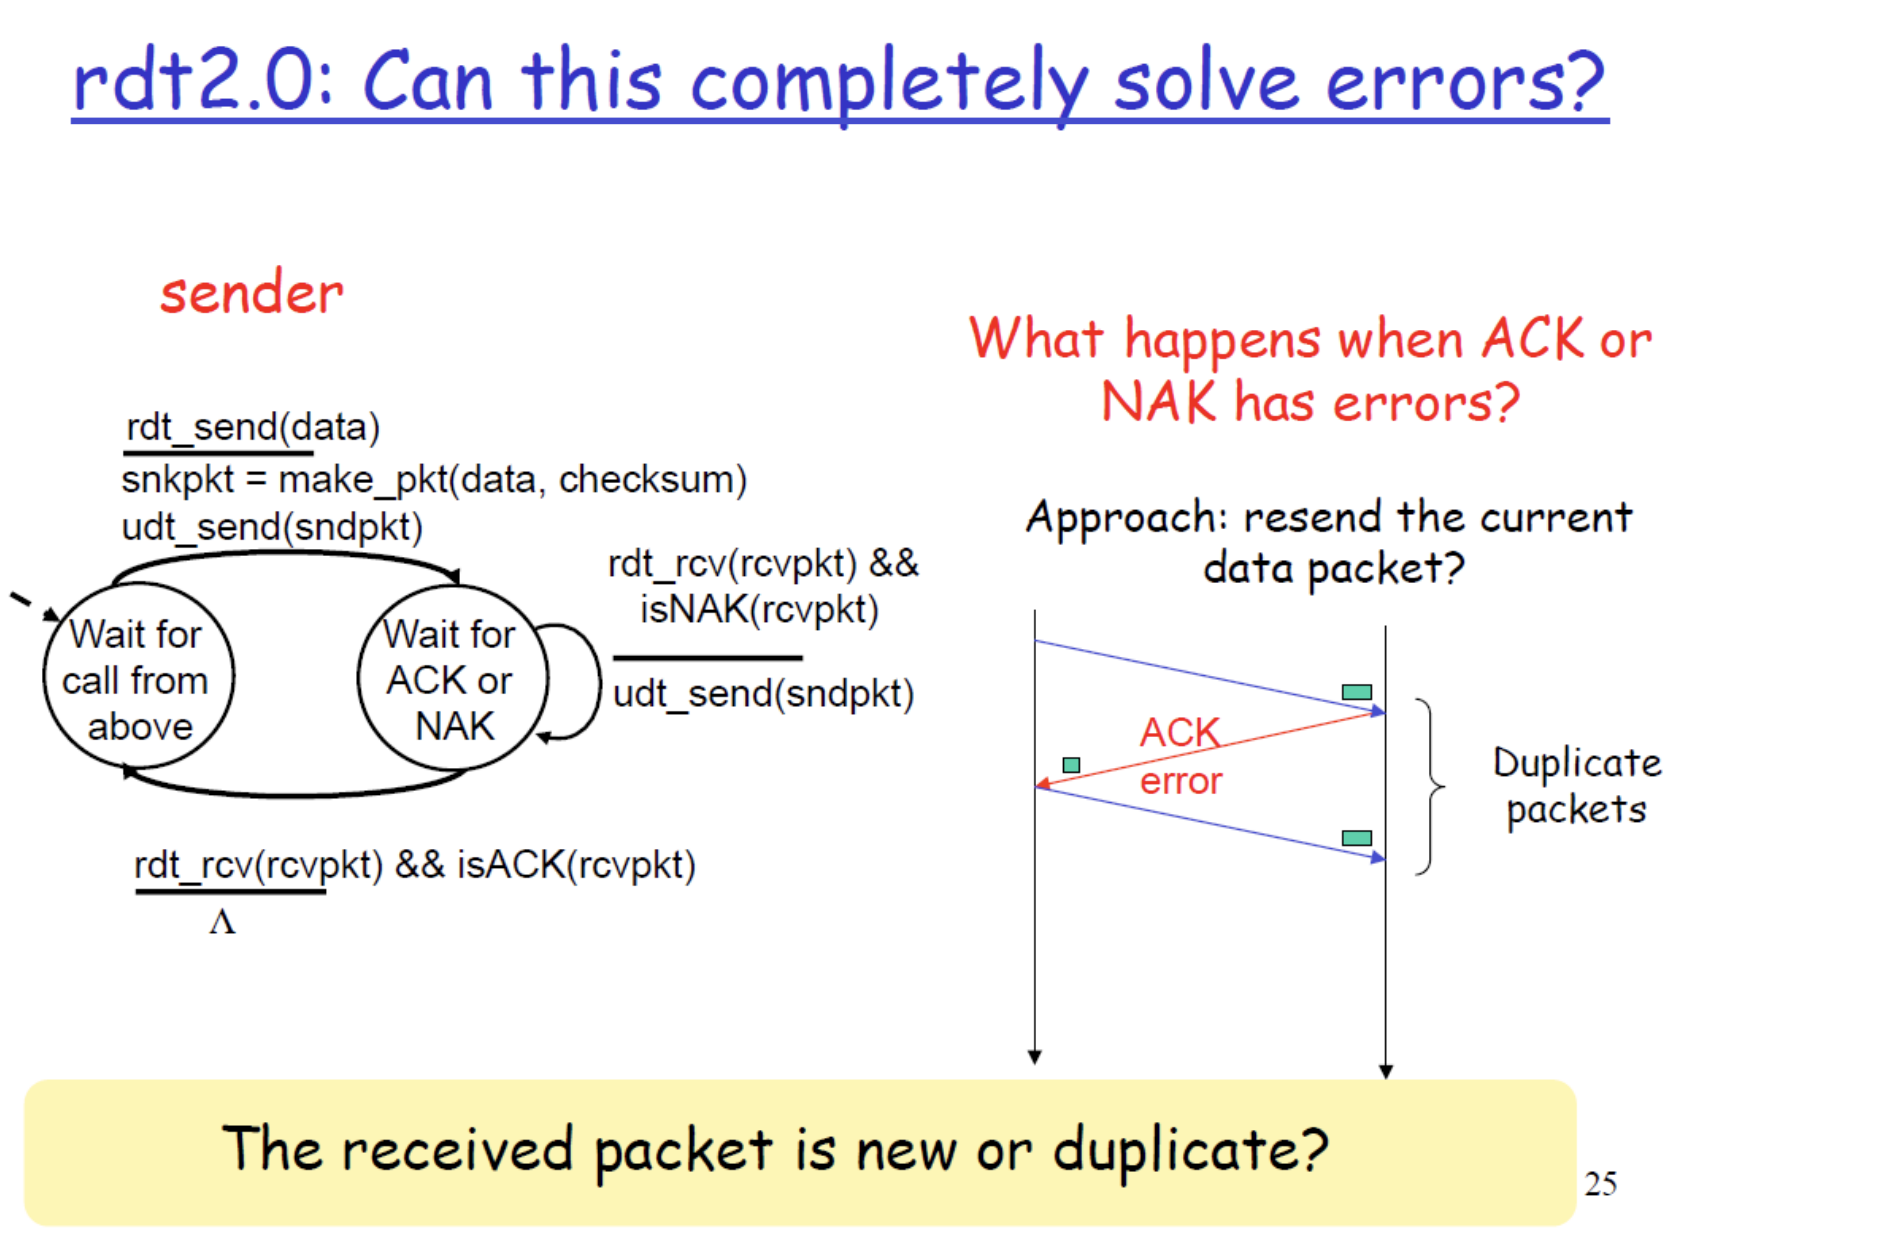 rdt2.0: Can this completely solve errors?
sender
rdt_send(data)
snkpkt = make_pkt(data, checksum)
udt_send(sndpkt)
rdt_rcv(rcvpkt) &&
isNAK(rcvpkt)
udt_send(sndpkt)
Wait for
call from
above
Wait for
ACK or
NAK
rdt_rcv(rcvpkt) && isACK(rcvpkt)
Λ
What happens when ACK or
NAK has errors?
Approach: resend the current
data packet?
ACK
error
Duplicate
packets
The received packet is new or duplicate?
25